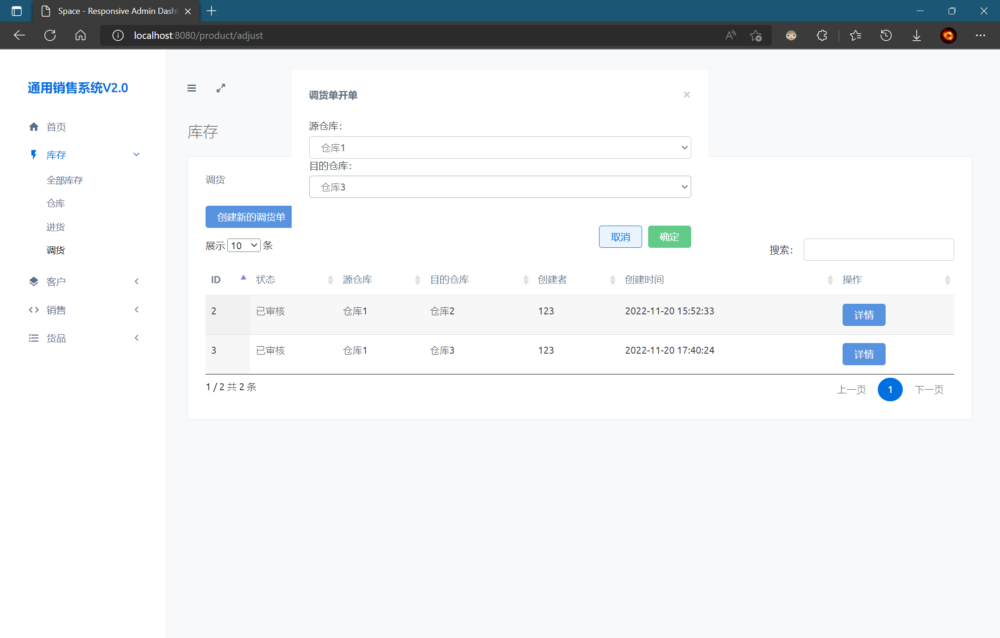 Space - Responsive Admin Dash
localhost:8080/product/adjust
通用销售系统V2.0
首页
库存
全部库存
仓库
进货
调货
客户
销售
货品
库存
调货
创建新的调货单
展示 10 条
搜索：
调货单开单 ×
源仓库：
仓库1
目的仓库：
仓库3
取消 确定
ID 状态 源仓库 目的仓库 创建者 创建时间 操作
2 已审核 仓库1 仓库2 123 2022-11-20 15:52:33 详情
3 已审核 仓库1 仓库3 123 2022-11-20 17:40:24 详情
1 / 2 共 2 条
上一页 1 下一页